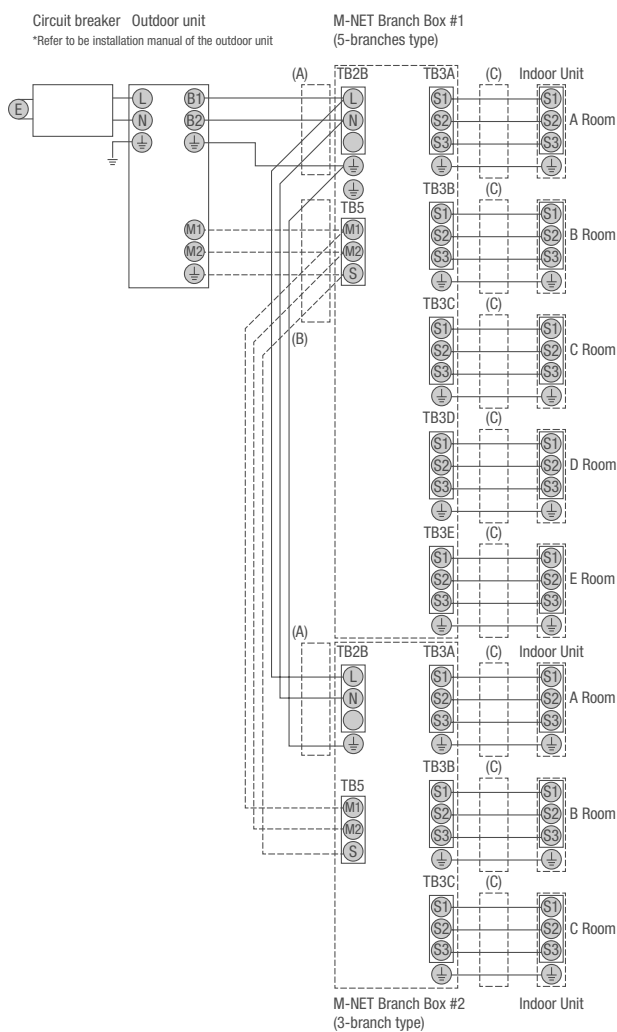 Circuit breaker Outdoor unit
*Refer to be installation manual of the outdoor unit
M-NET Branch Box #1
(5-branches type)
(A) TB2B TB3A (C) Indoor Unit
E L B1 L S1 S1
N B2 N S2 S2 A Room
S3 S3
TB3B (C)
TB5 S1 S1
M1 M1 S2 S2 B Room
M2 M2 S3 S3
S
TB3C (C)
(B) S1 S1
S2 S2 C Room
S3 S3
TB3D (C)
S1 S1
S2 S2 D Room
S3 S3
TB3E (C)
S1 S1
S2 S2 E Room
S3 S3
(A)
TB2B TB3A (C) Indoor Unit
L S1 S1
N S2 S2 A Room
S3 S3
TB3B (C)
TB5 S1 S1
M1 S2 S2 B Room
M2 S3 S3
S
TB3C (C)
S1 S1
S2 S2 C Room
S3 S3
M-NET Branch Box #2 Indoor Unit
(3-branch type)